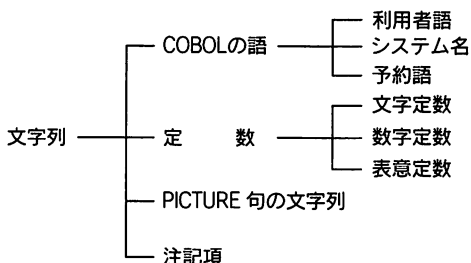 文字列
COBOLの語
利用者語
システム名
予約語
定　　数
文字定数
数字定数
表意定数
PICTURE 句の文字列
注記項